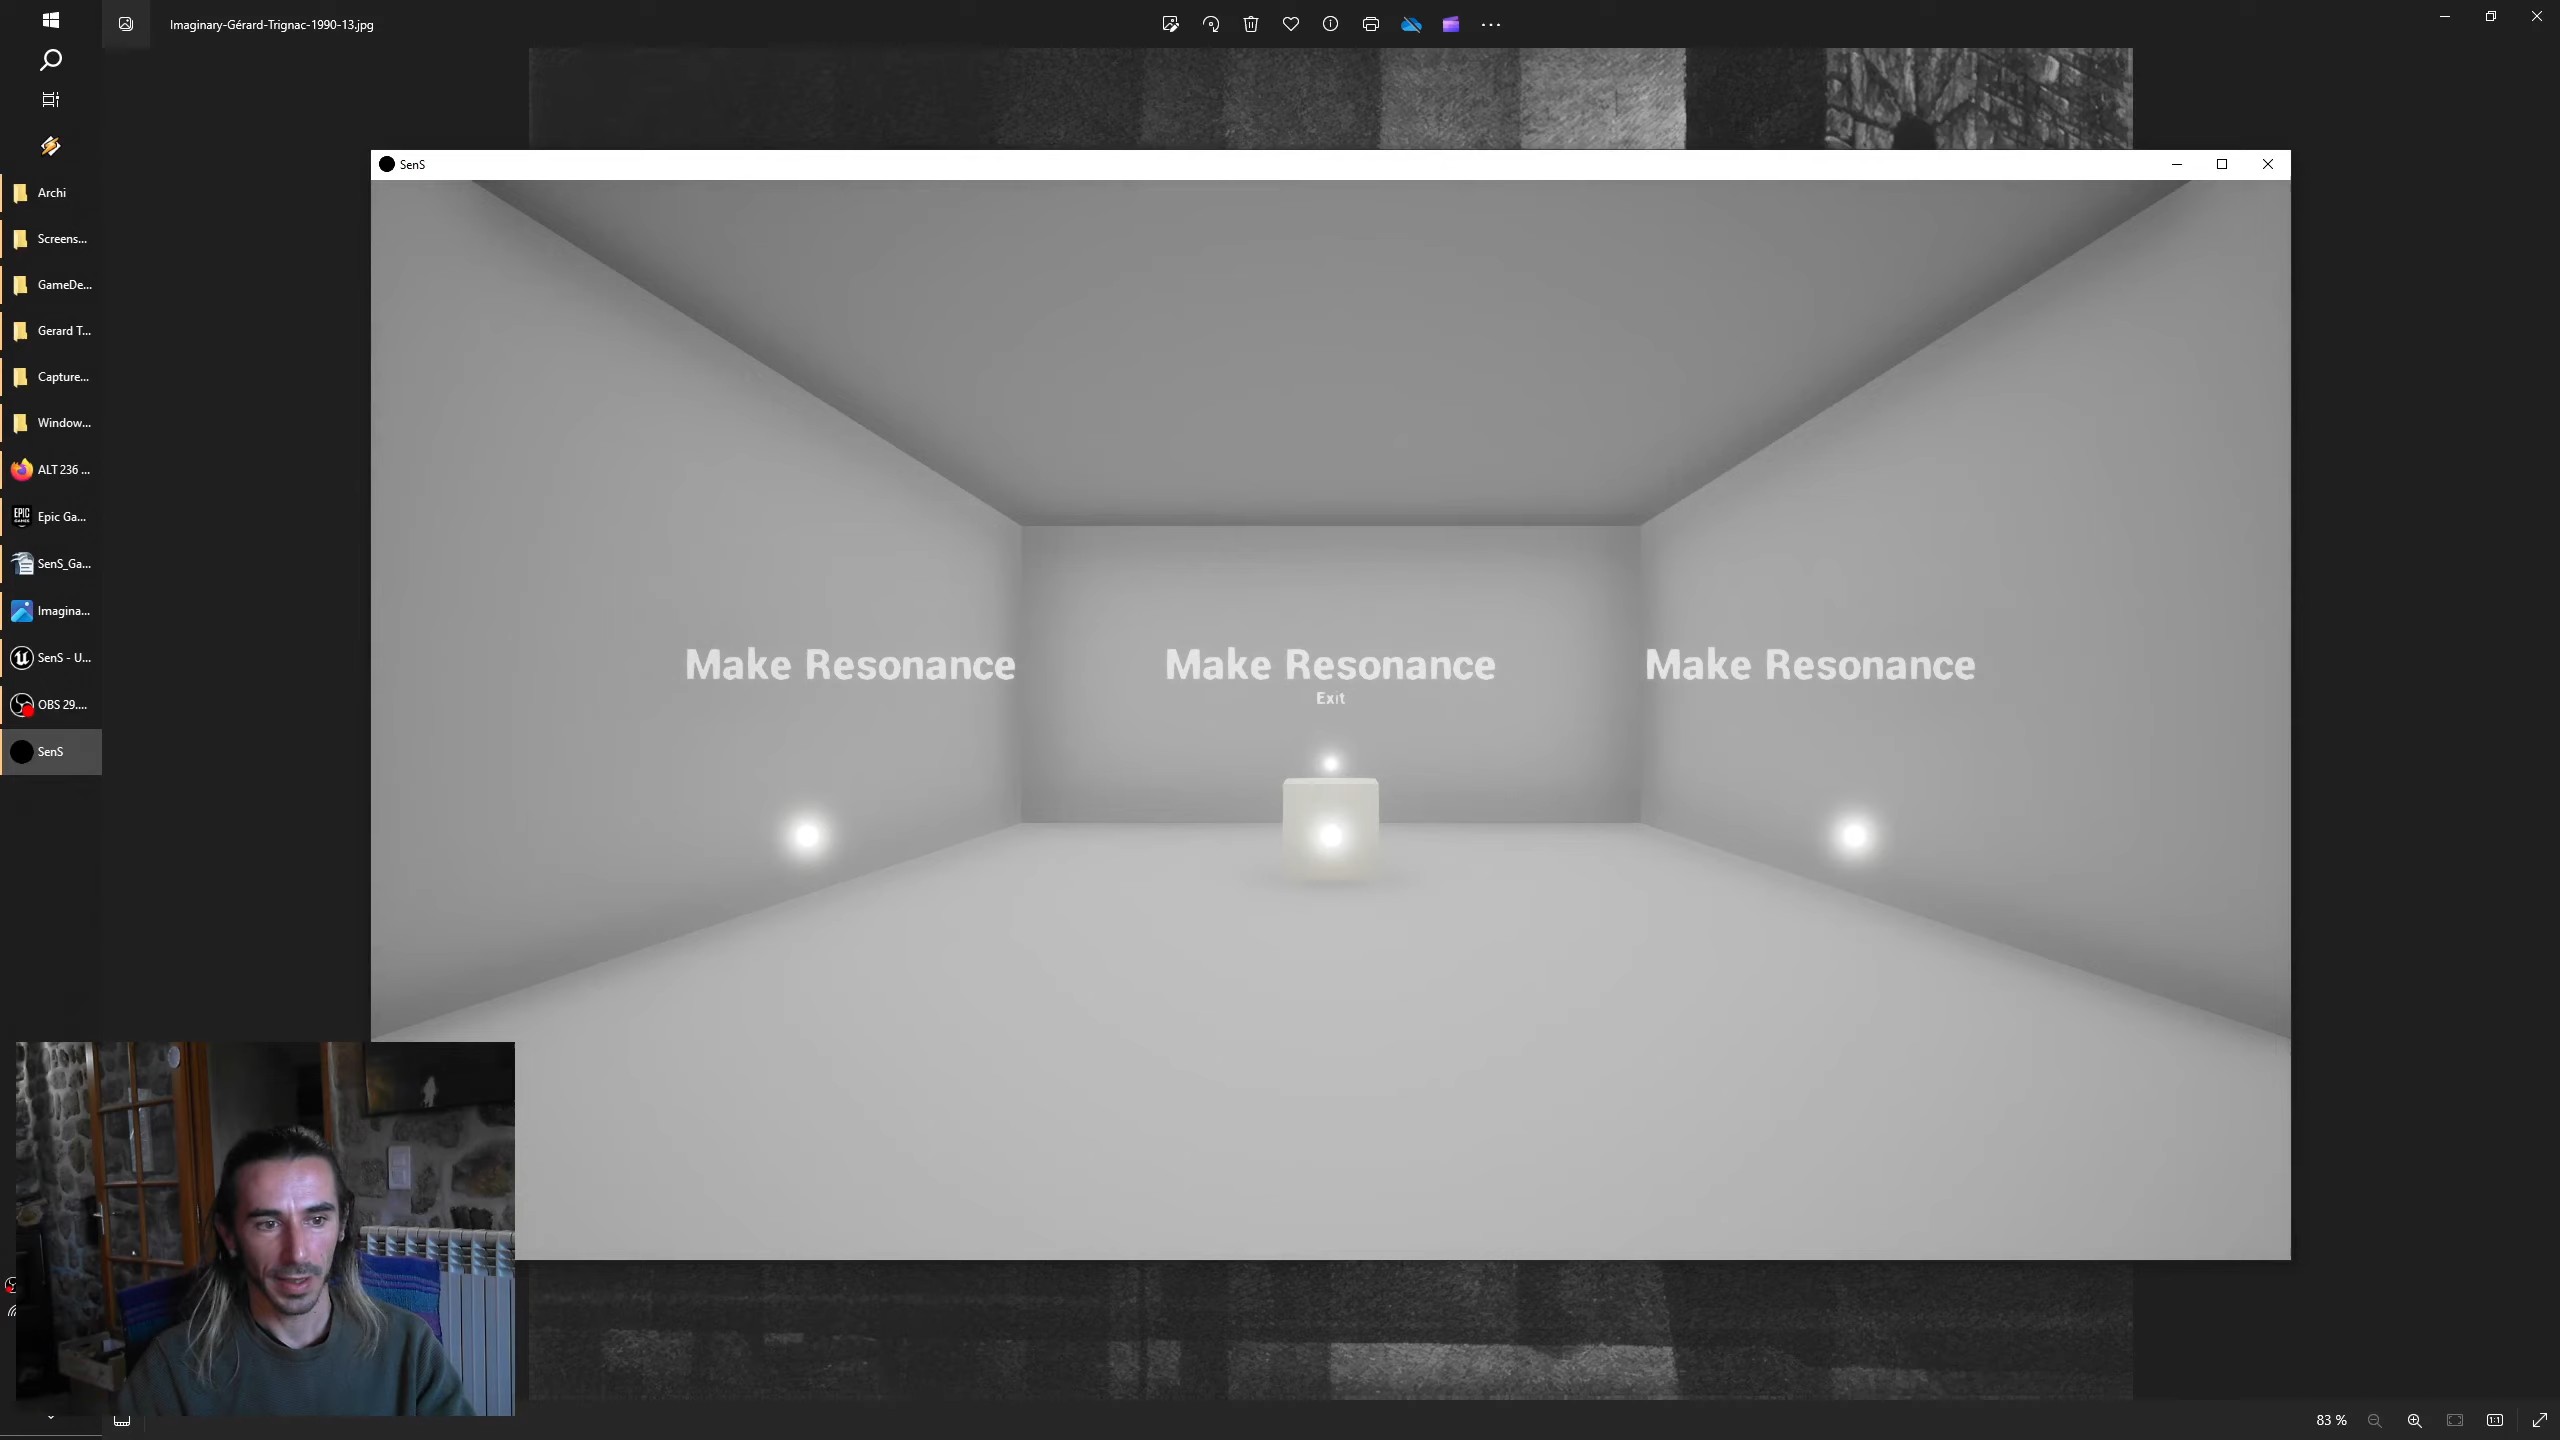 Imaginary-Gérard-Trignac-1990-13.jpg
SenS
Archi
Screens...
GameDe...
Gerard T...
Capture...
Window...
ALT 236 ...
Epic Ga...
SenS_Ga...
Imagina...
SenS - U...
OBS 29....
SenS
Make Resonance
Make Resonance
Make Resonance
Exit
83 %